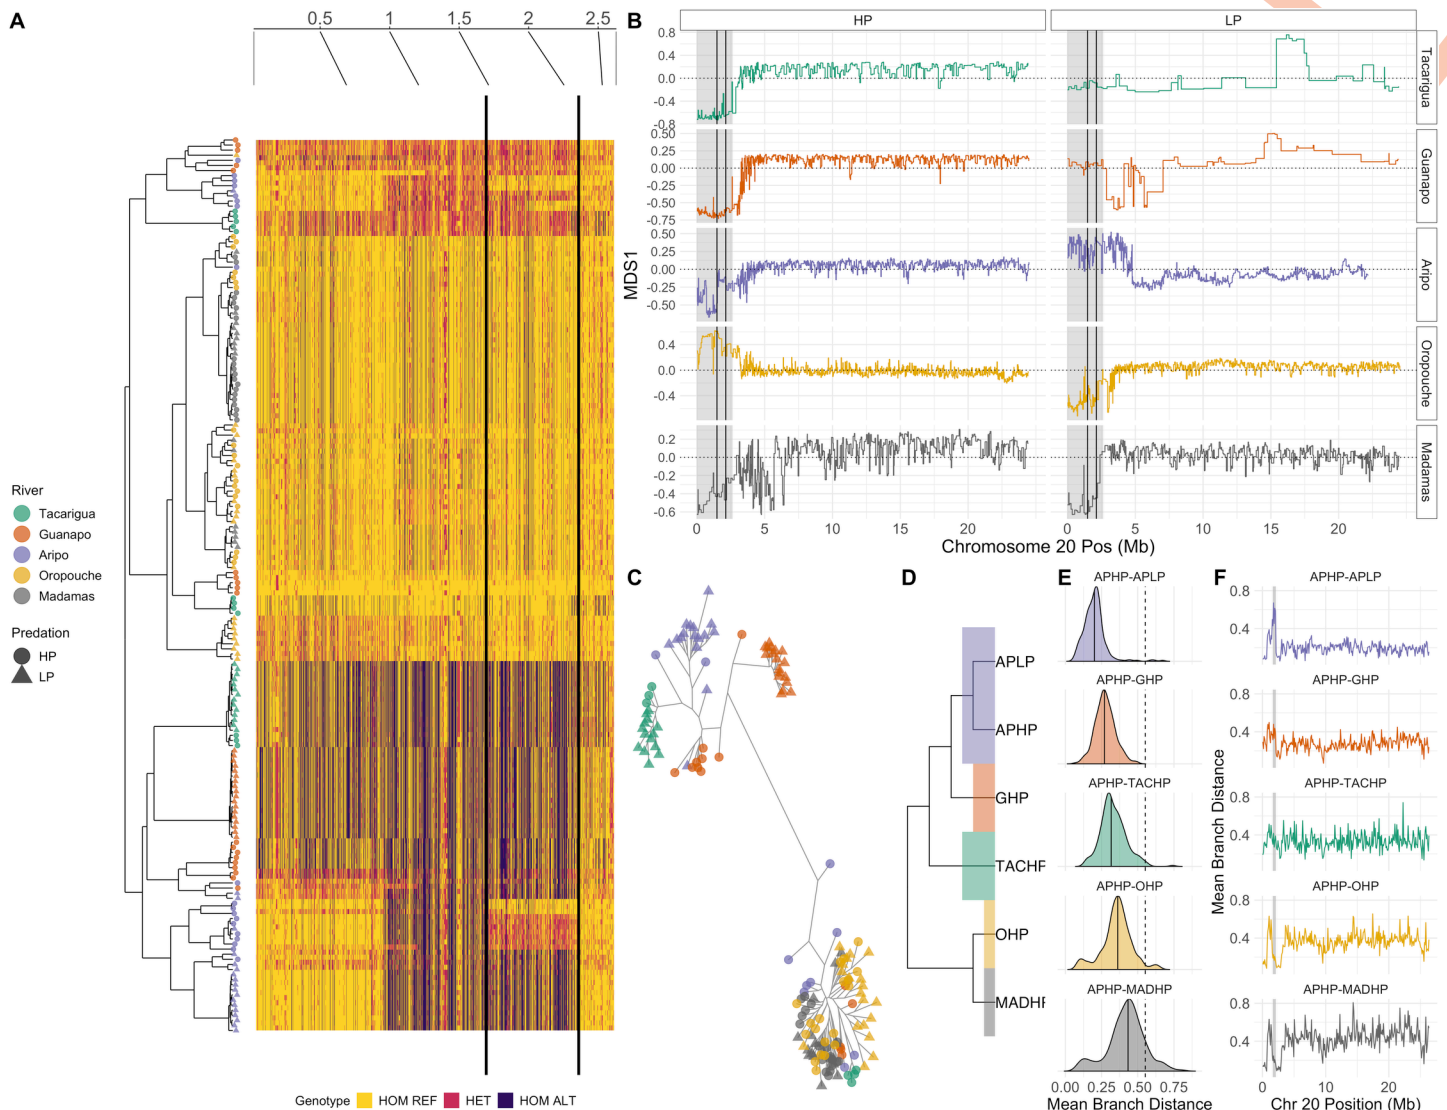 A
0.5 1 1.5 2 2.5
River
Tacarigua
Guanapo
Aripo
Oropouche
Madamas
Predation
HP
LP
Genotype HOM REF HET HOM ALT
B
HP LP
0.8
0.4
0.0
-0.4
-0.8
Tacarigua
0.50
0.25
0.00
-0.25
-0.50
-0.75
Guanapo
MDS1
0.50
0.25
0.00
-0.25
-0.50
Aripo
0.4
0.0
-0.4
Oropouche
0.2
0.0
-0.2
-0.4
-0.6
Madamas
0 5 10 15 20 0 5 10 15 20
Chromosome 20 Pos (Mb)
C
D
APLP
APHP
GHP
TACHP
OHP
MADHP
E
APHP-APLP
APHP-GHP
APHP-TACHP
APHP-OHP
APHP-MADHP
0.00 0.25 0.50 0.75
Mean Branch Distance
F
Mean Branch Distance
APHP-APLP
0.8
0.4
APHP-GHP
0.8
0.4
APHP-TACHP
0.8
0.4
APHP-OHP
0.8
0.4
APHP-MADHP
0.8
0.4
0 10 20
Chr 20 Position (Mb)